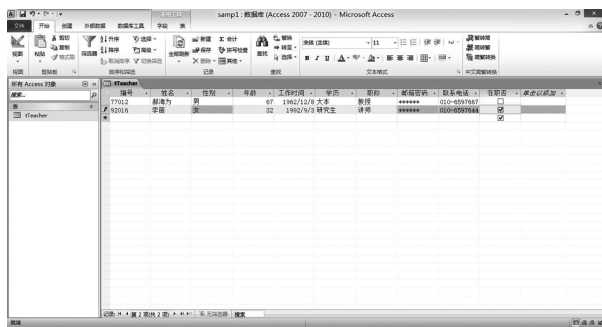 samp1 : 数据库 (Access 2007 - 2010) - Microsoft Access
文件 开始 创建 外部数据 数据库工具 字段 表
视图 粘贴 剪切 复制 格式刷 筛选器 升序 降序 取消排序 选择 高级 切换筛选 全部刷新 新建 保存 删除 合计 拼写检查 其他 查找 替换 转至 选择 宋体 (主体) 11 B I U A 繁转简 简转繁 简繁转换
视图 剪贴板 排序和筛选 记录 查找 文本格式 中文简繁转换
所有 Access 对象
搜索...
表
tTeacher
tTeacher
编号 姓名 性别 年龄 工作时间 学历 职称 邮箱密码 联系电话 在职否 单击以添加
77012 郝海为 男 67 1962/12/8 大本 教授 ****** 010-6597667
92016 李丽 女 32 1992/9/3 研究生 讲师 ****** 010-6597644
记录: 第 2 项(共 2 项) 无筛选器 搜索
就绪